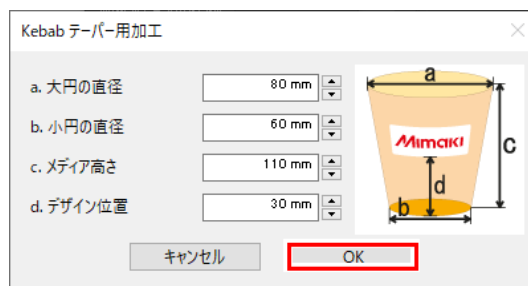 Kebab テーパー用加工
a. 大円の直径 80 mm
b. 小円の直径 60 mm
c. メディア高さ 110 mm
d. デザイン位置 30 mm
a
Mimaki
c
d
b
キャンセル OK